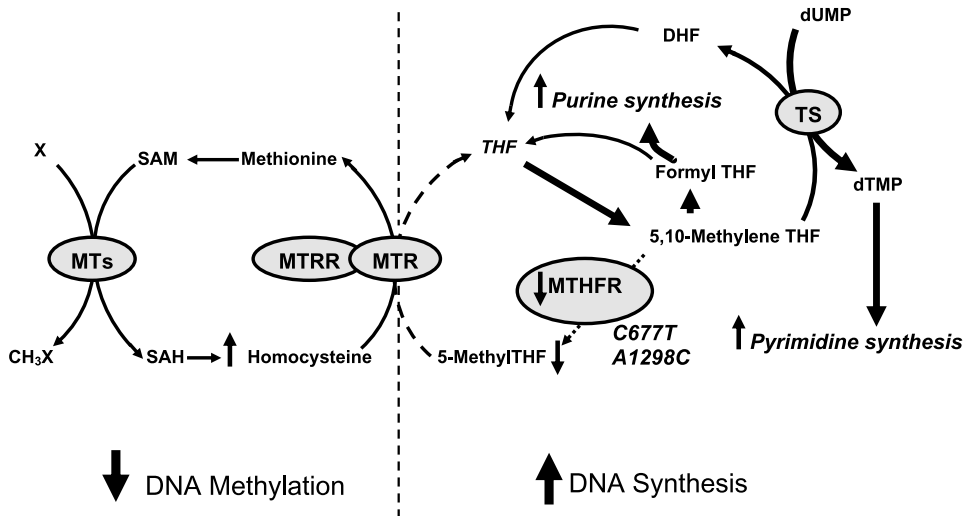 dUMP
DHF
Purine synthesis
TS
X
SAM
Methionine
THF
Formyl THF
dTMP
5,10-Methylene THF
MTs
MTRR
MTR
MTHFR
C677T
A1298C
CH3X
SAH
Homocysteine
5-MethylTHF
Pyrimidine synthesis
DNA Methylation
DNA Synthesis